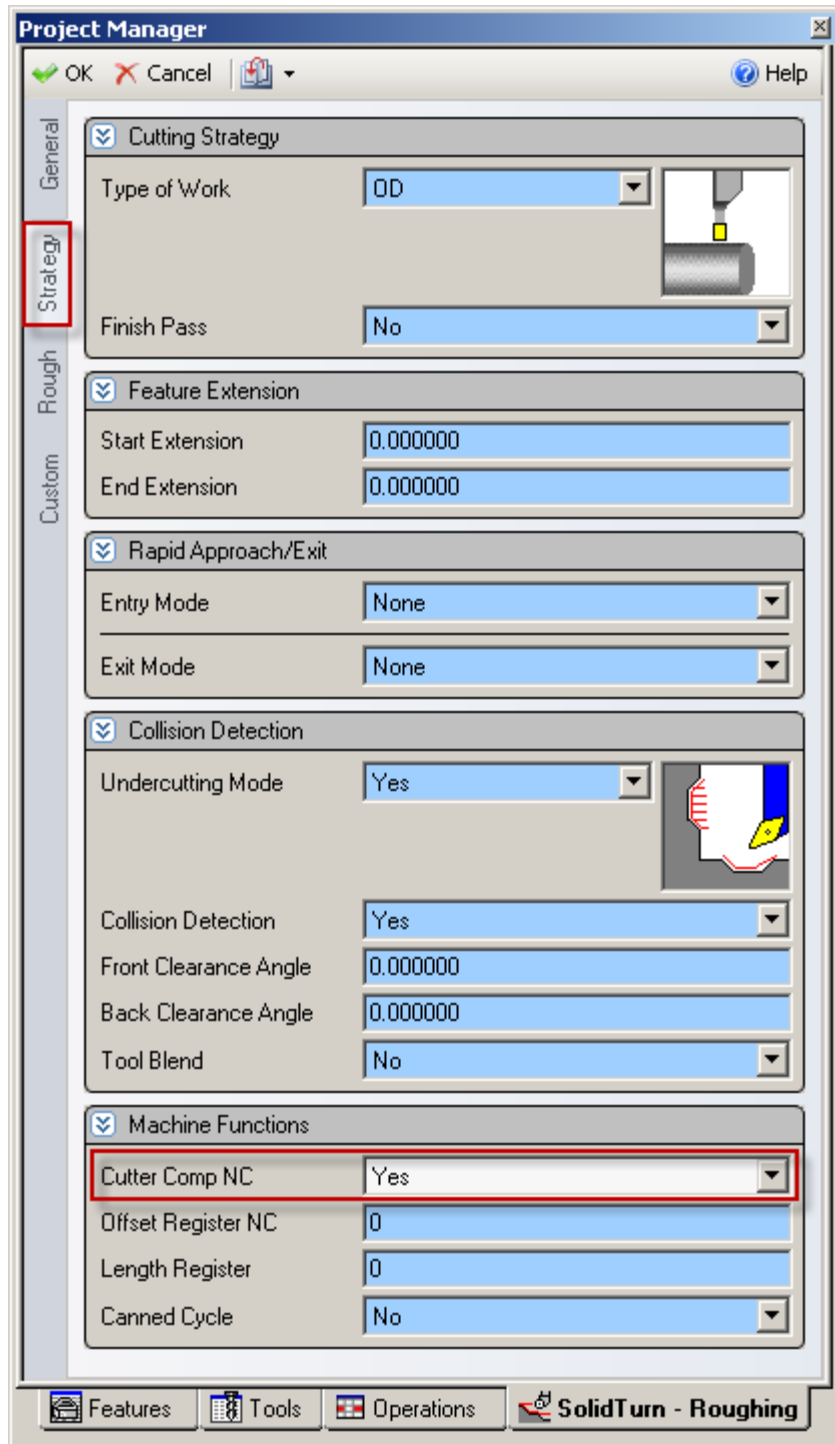 Project Manager
OK Cancel Help
General
Strategy
Rough
Custom
Cutting Strategy
Type of Work OD
Finish Pass No
Feature Extension
Start Extension 0.000000
End Extension 0.000000
Rapid Approach/Exit
Entry Mode None
Exit Mode None
Collision Detection
Undercutting Mode Yes
Collision Detection Yes
Front Clearance Angle 0.000000
Back Clearance Angle 0.000000
Tool Blend No
Machine Functions
Cutter Comp NC Yes
Offset Register NC 0
Length Register 0
Canned Cycle No
Features Tools Operations SolidTurn - Roughing